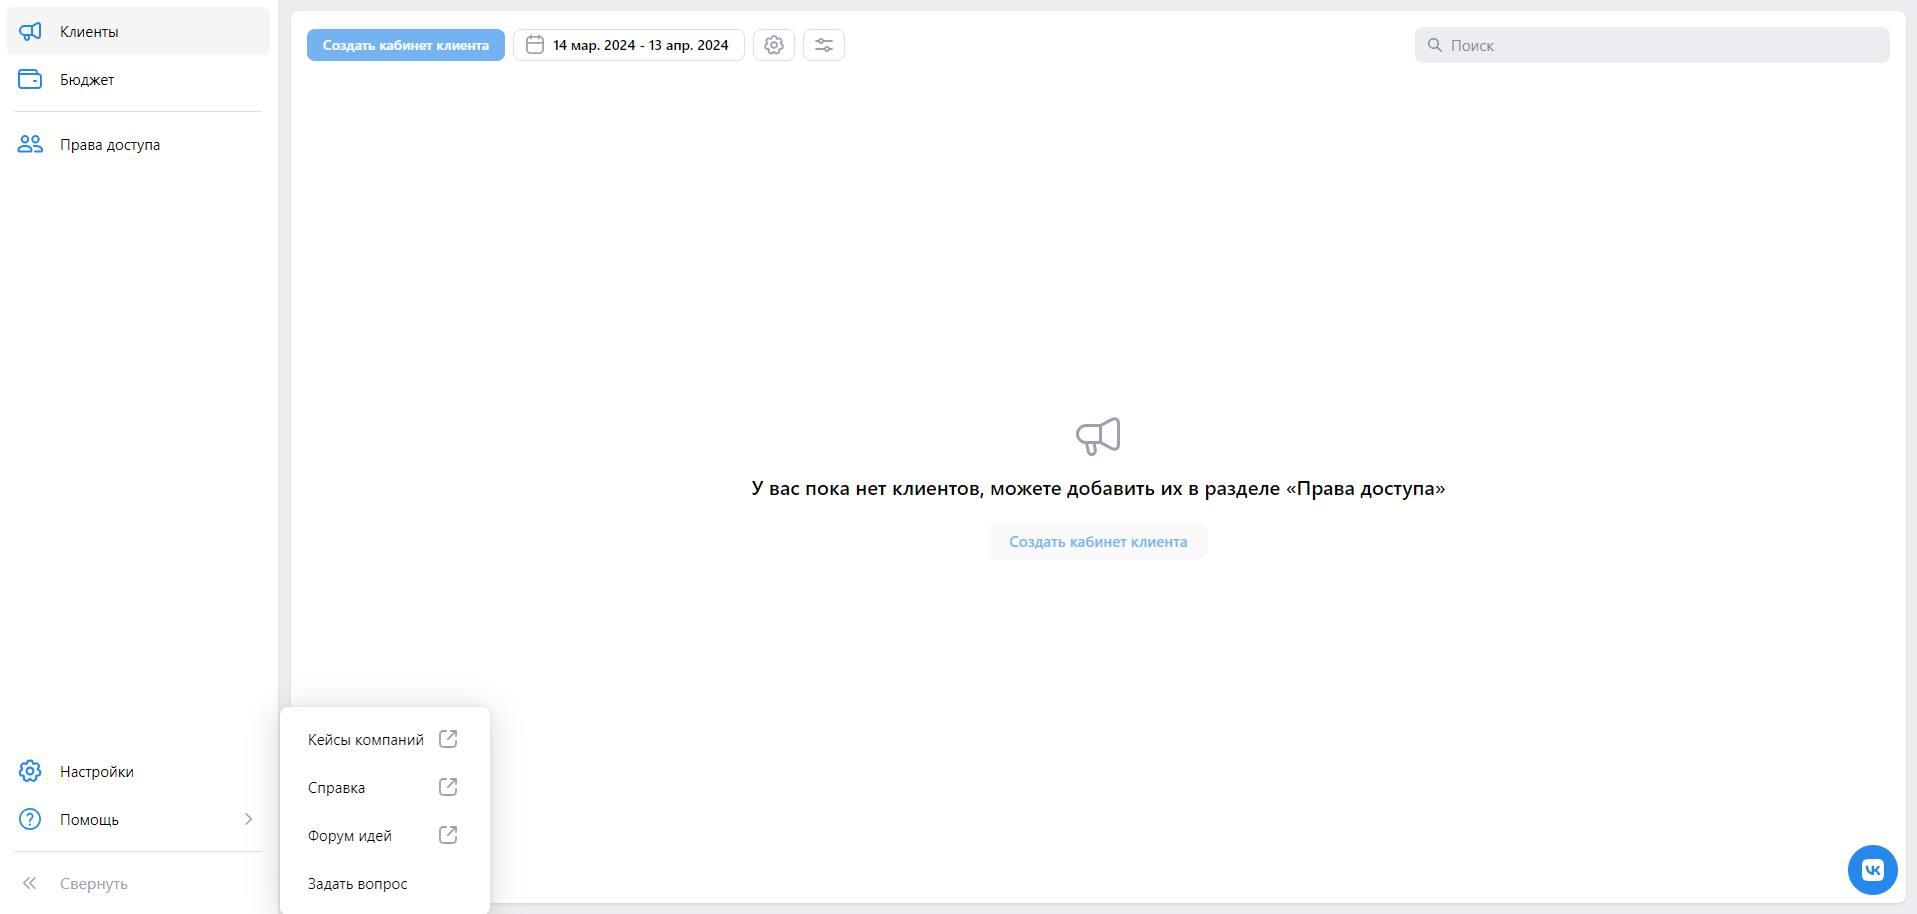 Клиенты
Бюджет
Права доступа
Настройки
Помощь
Свернуть
Создать кабинет клиента
14 мар. 2024 - 13 апр. 2024
Поиск
У вас пока нет клиентов, можете добавить их в разделе «Права доступа»
Создать кабинет клиента
Кейсы компаний
Справка
Форум идей
Задать вопрос